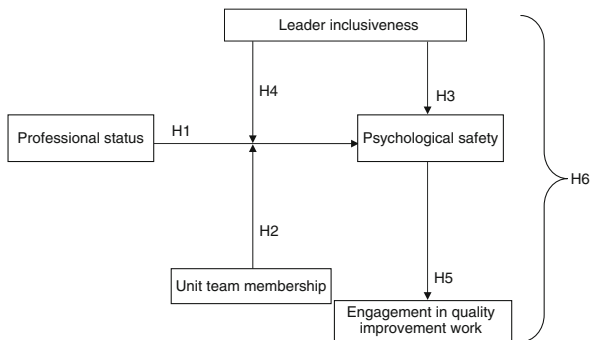 Leader inclusiveness
H4
H3
Professional status
H1
Psychological safety
H6
H2
Unit team membership
H5
Engagement in quality
improvement work